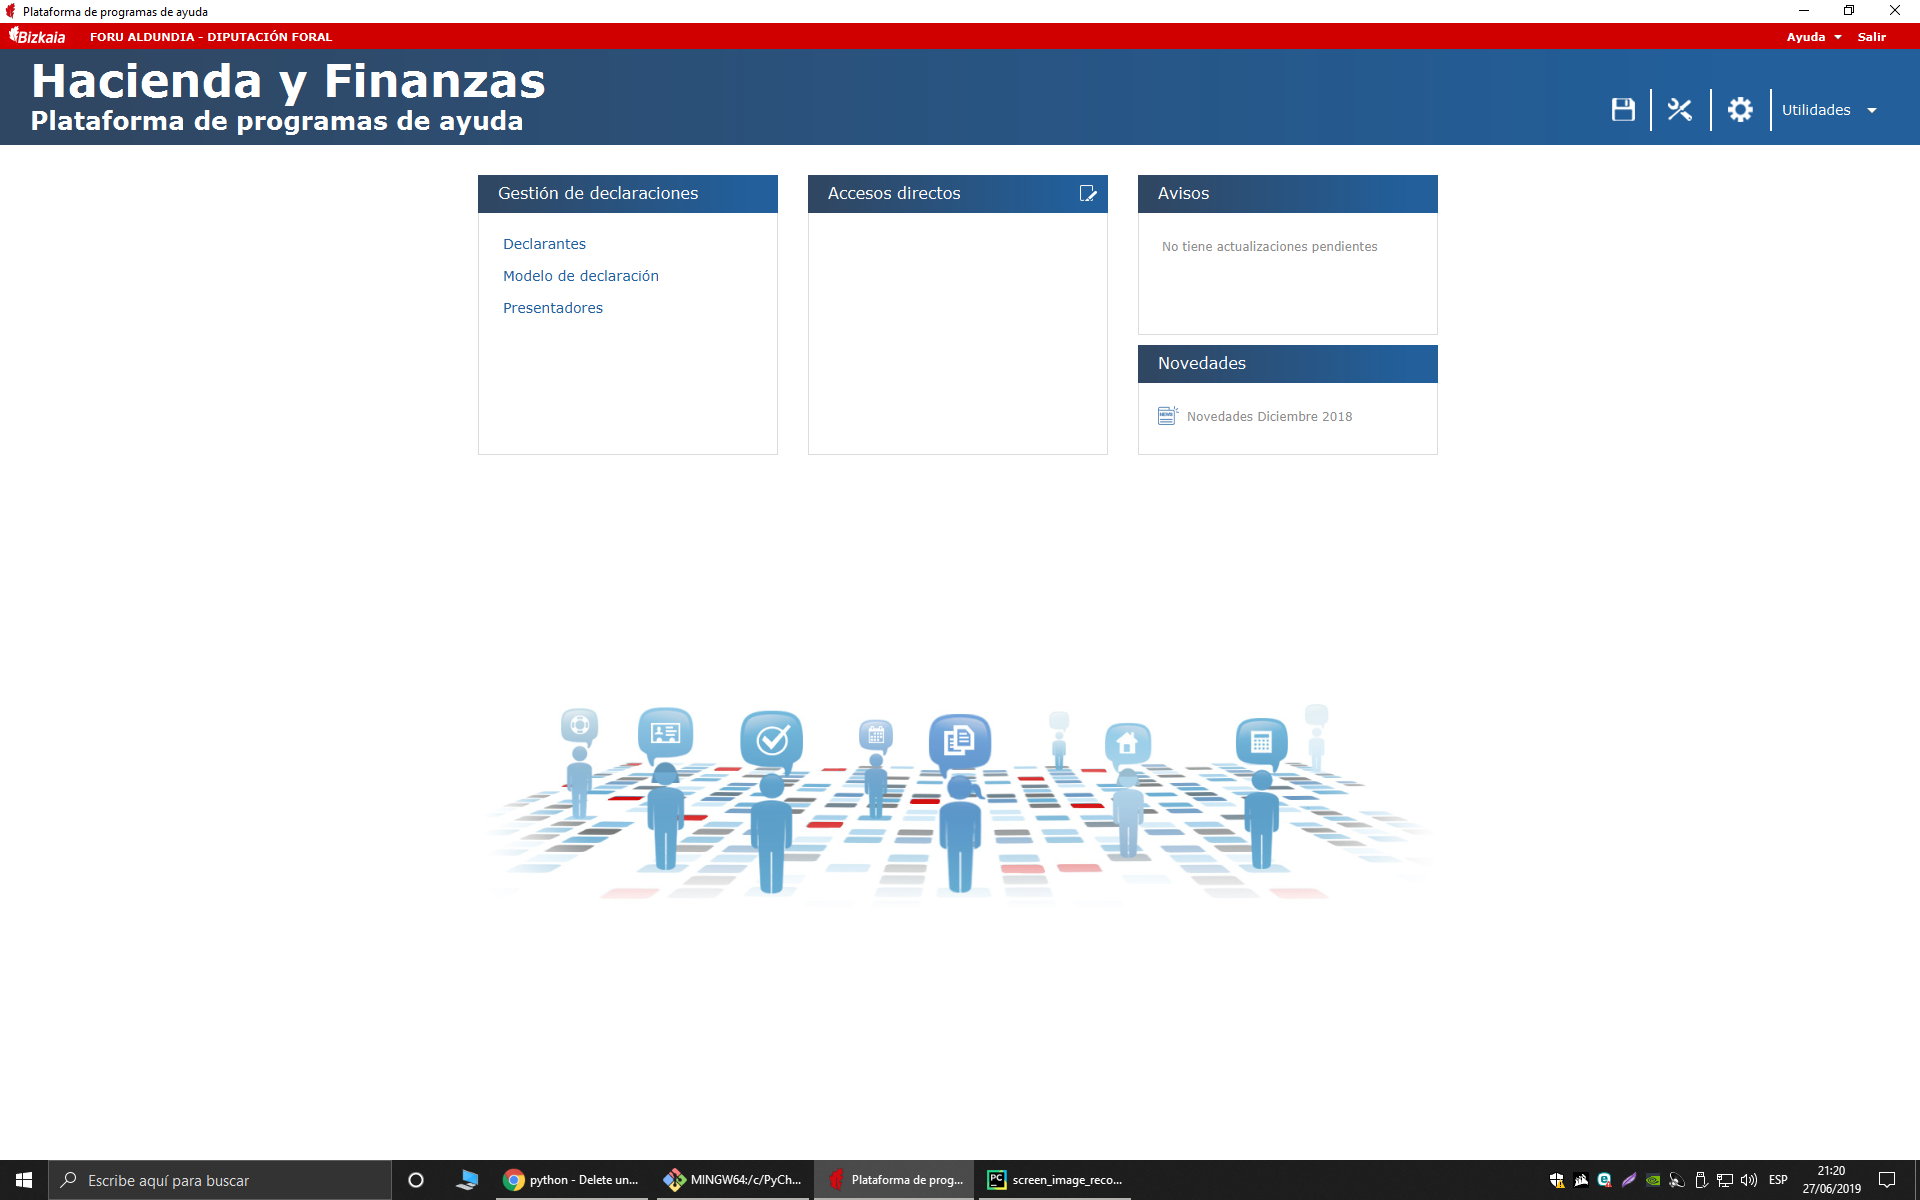 Plataforma de programas de ayuda
Bizkaia
FORU ALDUNDIA - DIPUTACIÓN FORAL
Ayuda
Salir
Hacienda y Finanzas
Plataforma de programas de ayuda
Utilidades
Gestión de declaraciones
Declarantes
Modelo de declaración
Presentadores
Accesos directos
Avisos
No tiene actualizaciones pendientes
Novedades
NEWS
Novedades Diciembre 2018
Escribe aquí para buscar
python - Delete un...
MINGW64:/c/PyCh...
Plataforma de prog...
PC
screen_image_reco...
ESP
21:20
27/06/2019